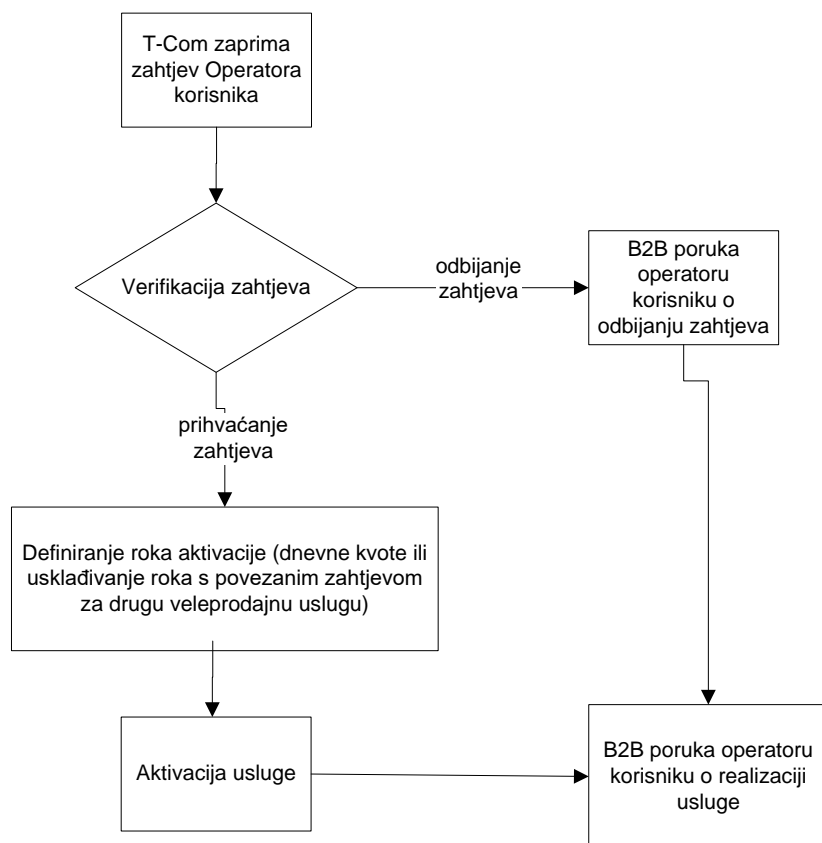 T-Com zaprima
zahtjev Operatora
korisnika
Verifikacija zahtjeva
odbijanje
zahtjeva
B2B poruka
operatoru
korisniku o
odbijanju zahtjeva
prihvaćanje
zahtjeva
Definiranje roka aktivacije (dnevne kvote ili
usklađivanje roka s povezanim zahtjevom
za drugu veleprodajnu uslugu)
Aktivacija usluge
B2B poruka operatoru
korisniku o realizaciji
usluge